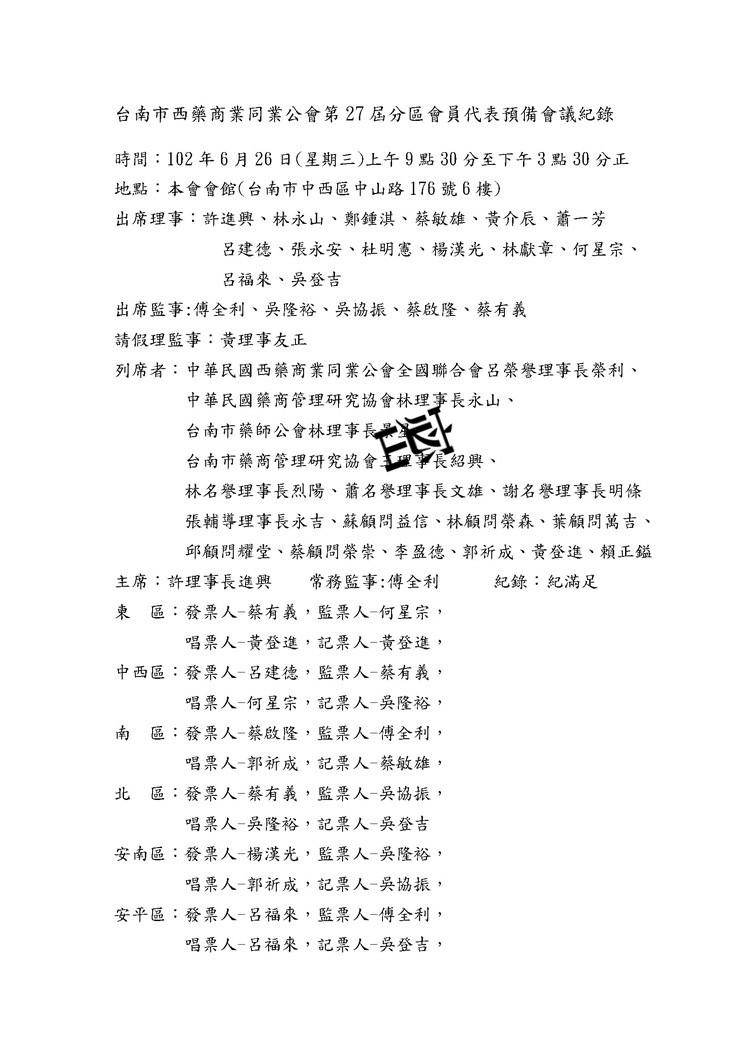 台南市西藥商業同業公會第27屆分區會員代表預備會議紀錄
時間：102年6月26日(星期三)上午9點30分至下午3點30分正
地點：本會會館(台南市中西區中山路176號6樓)
出席理事：許進興、林永山、鄭鍾淇、蔡敏雄、黃介辰、蕭一芳
呂建德、張永安、杜明憲、楊漢光、林獻章、何星宗、
呂福來、吳登吉
出席監事:傅全利、吳隆裕、吳協振、蔡啟隆、蔡有義
請假理監事：黃理事友正
列席者：中華民國西藥商業同業公會全國聯合會呂榮譽理事長榮利、
中華民國藥商管理研究協會林理事長永山、
台南市藥師公會林理事長景星
台南市藥商管理研究協會王理事長紹興、
林名譽理事長烈陽、蕭名譽理事長文雄、謝名譽理事長明條
張輔導理事長永吉、蘇顧問益信、林顧問榮森、葉顧問萬吉、
邱顧問耀堂、蔡顧問榮崇、李盈德、郭祈成、黃登進、賴正鎰
主席：許理事長進興　常務監事:傅全利　紀錄：紀滿足
東　區：發票人-蔡有義，監票人-何星宗，
唱票人-黃登進，記票人-黃登進，
中西區：發票人-呂建德，監票人-蔡有義，
唱票人-何星宗，記票人-吳隆裕，
南　區：發票人-蔡啟隆，監票人-傅全利，
唱票人-郭祈成，記票人-蔡敏雄，
北　區：發票人-蔡有義，監票人-吳協振，
唱票人-吳隆裕，記票人-吳登吉
安南區：發票人-楊漢光，監票人-吳隆裕，
唱票人-郭祈成，記票人-吳協振，
安平區：發票人-呂福來，監票人-傅全利，
唱票人-呂福來，記票人-吳登吉，